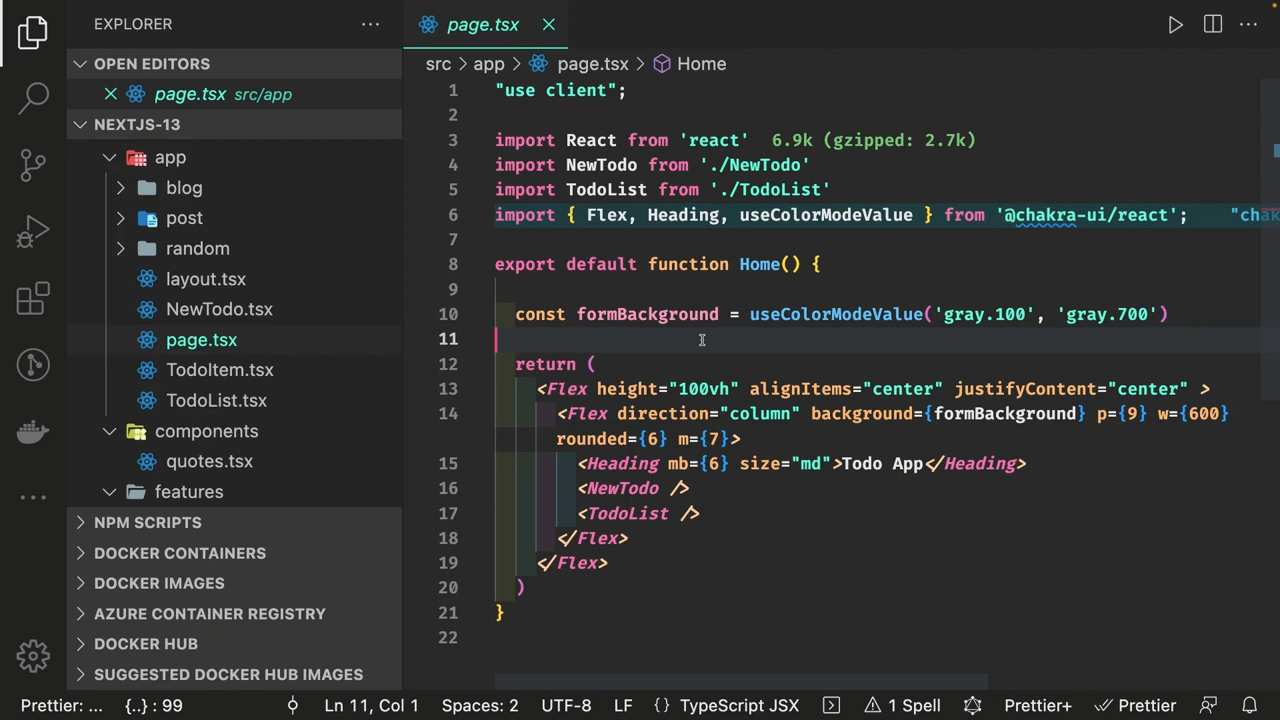 EXPLORER
OPEN EDITORS
page.tsx src/app
NEXTJS-13
app
blog
post
random
layout.tsx
NewTodo.tsx
page.tsx
TodoItem.tsx
TodoList.tsx
components
quotes.tsx
features
NPM SCRIPTS
DOCKER CONTAINERS
DOCKER IMAGES
AZURE CONTAINER REGISTRY
DOCKER HUB
SUGGESTED DOCKER HUB IMAGES
page.tsx
src > app > page.tsx > Home
1 "use client";
2
3 import React from 'react' 6.9k (gzipped: 2.7k)
4 import NewTodo from './NewTodo'
5 import TodoList from './TodoList'
6 import { Flex, Heading, useColorModeValue } from '@chakra-ui/react'; "chak
7
8 export default function Home() {
9
10 const formBackground = useColorModeValue('gray.100', 'gray.700')
11
12 return (
13 <Flex height="100vh" alignItems="center" justifyContent="center" >
14 <Flex direction="column" background={formBackground} p={9} w={600}
rounded={6} m={7}>
15 <Heading mb={6} size="md">Todo App</Heading>
16 <NewTodo />
17 <TodoList />
18 </Flex>
19 </Flex>
20 )
21 }
22
Prettier: ... {..} : 99 Ln 11, Col 1 Spaces: 2 UTF-8 LF {} TypeScript JSX 1 Spell Prettier+ Prettier